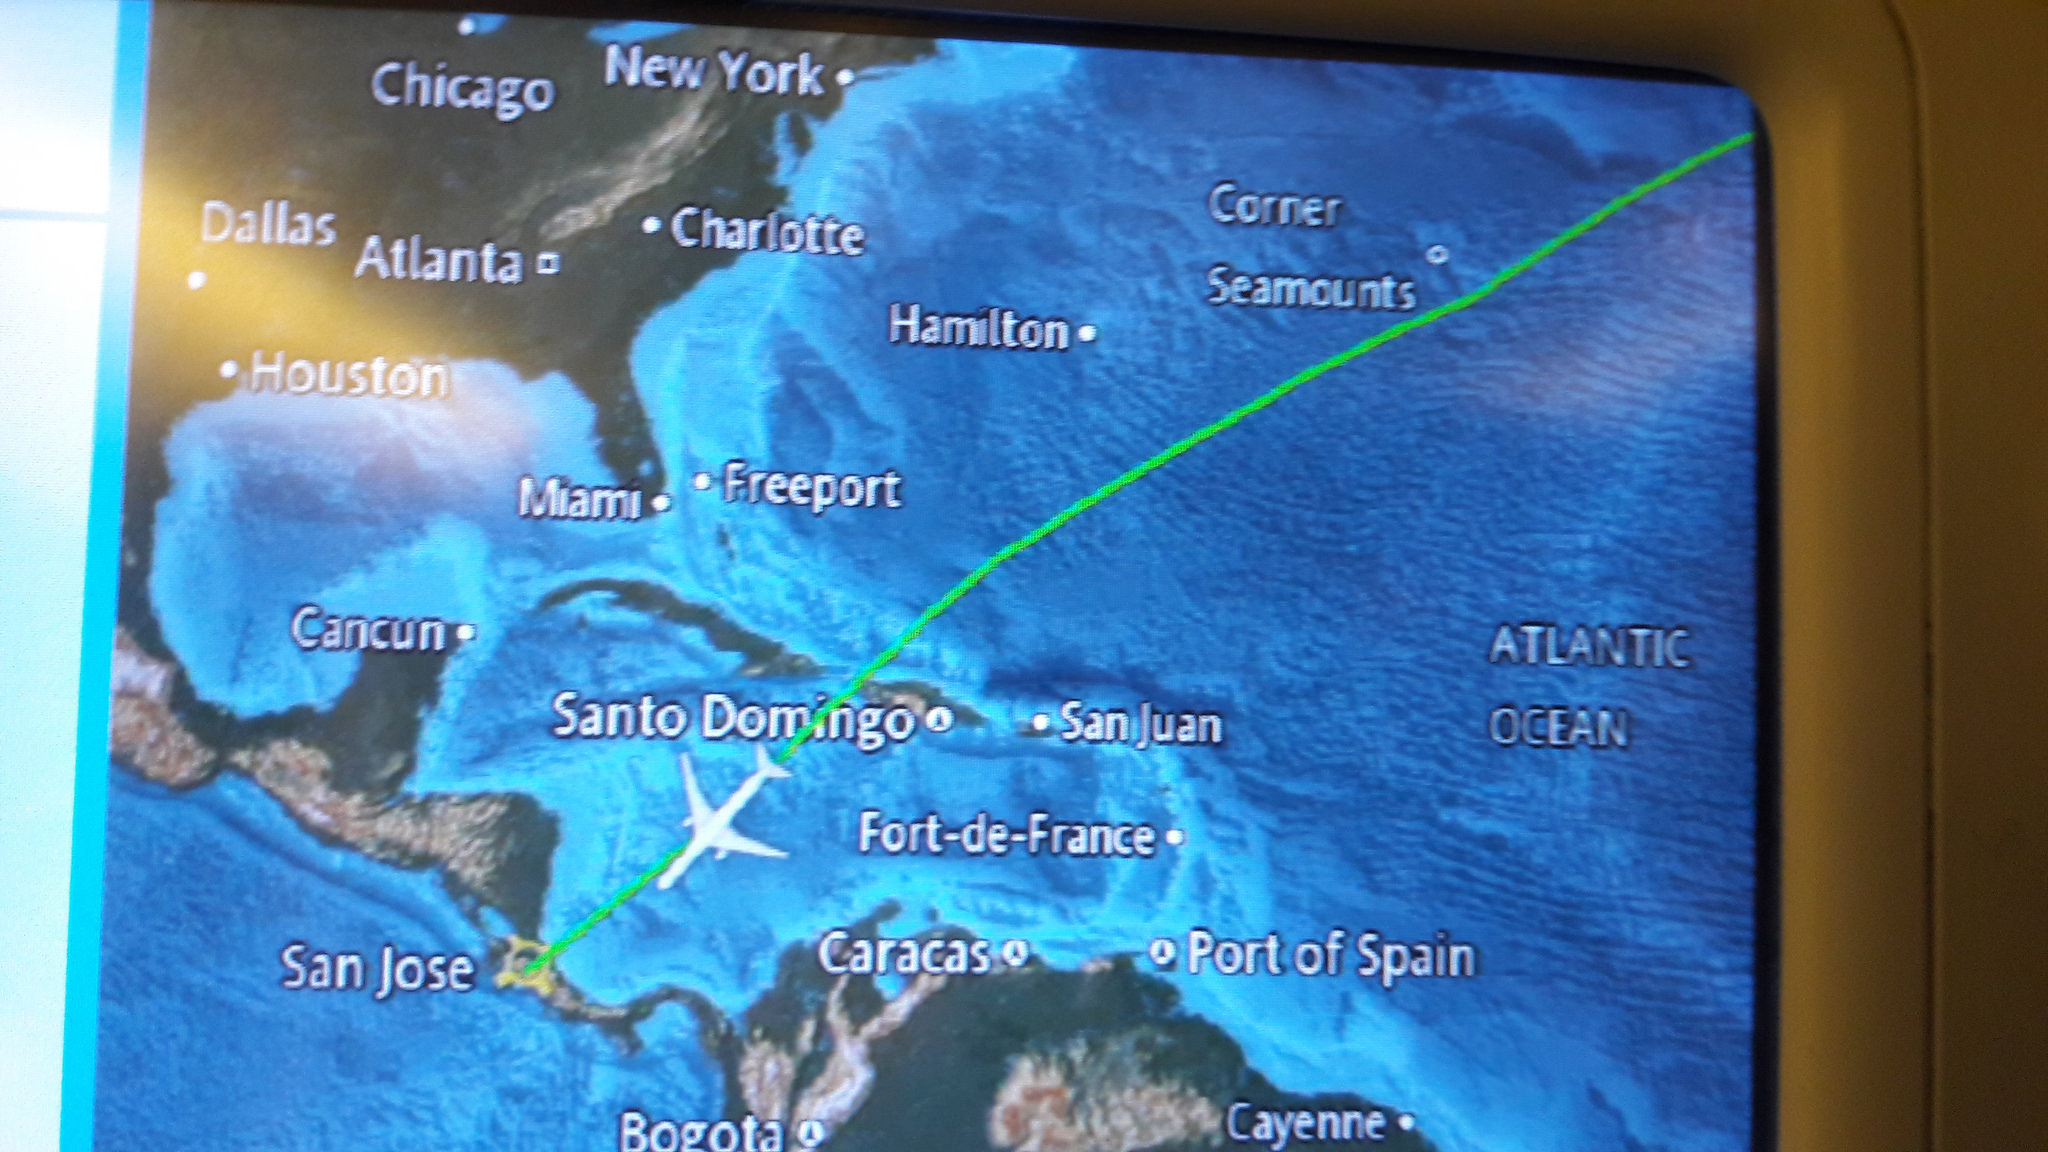 Chicago
New York
Dallas
Atlanta
Charlotte
Corner
Seamounts
Hamilton
Houston
Miami
Freeport
Cancun
ATLANTIC
OCEAN
Santo Domingo
San Juan
Fort-de-France
San Jose
Caracas
Port of Spain
Bogota
Cayenne